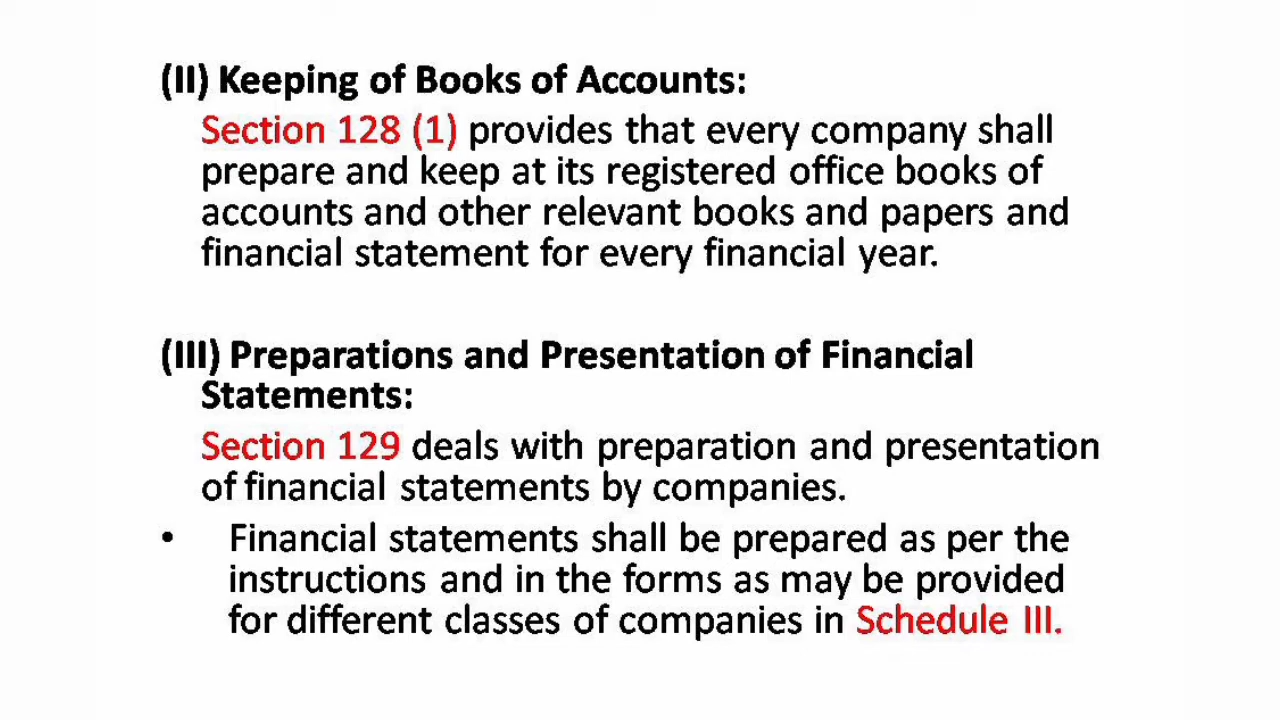 (II) Keeping of Books of Accounts:
Section 128 (1) provides that every company shall
prepare and keep at its registered office books of
accounts and other relevant books and papers and
financial statement for every financial year.
(III) Preparations and Presentation of Financial
Statements:
Section 129 deals with preparation and presentation
of financial statements by companies.
• Financial statements shall be prepared as per the
instructions and in the forms as may be provided
for different classes of companies in Schedule III.